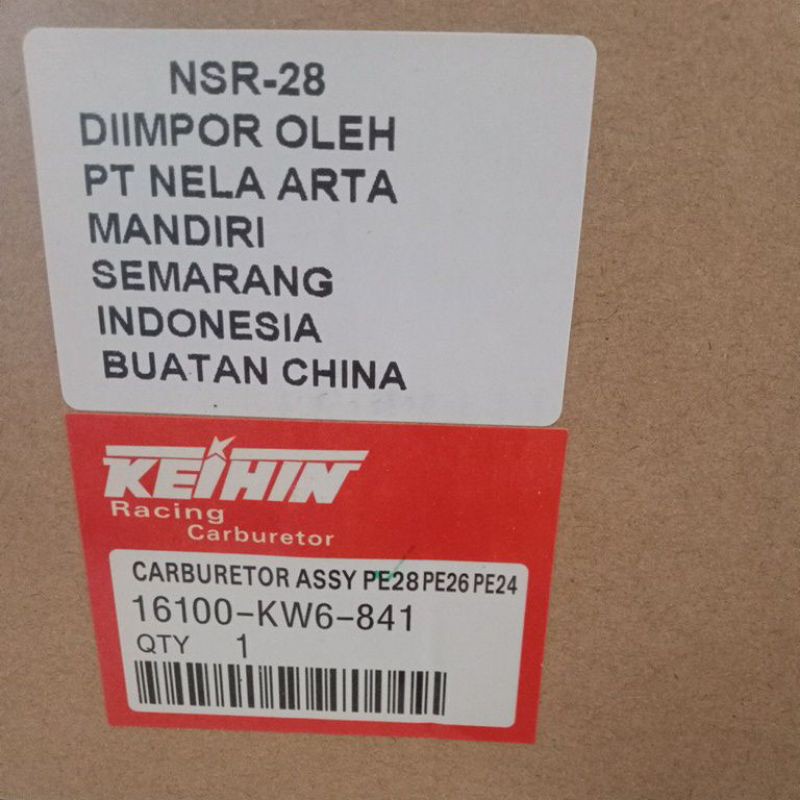 NSR-28
DIIMPOR OLEH
PT NELA ARTA
MANDIRI
SEMARANG
INDONESIA
BUATAN CHINA
KEIHIN
Racing
Carburetor
CARBURETOR ASSY PE28 PE26 PE24
16100-KW6-841
QTY 1